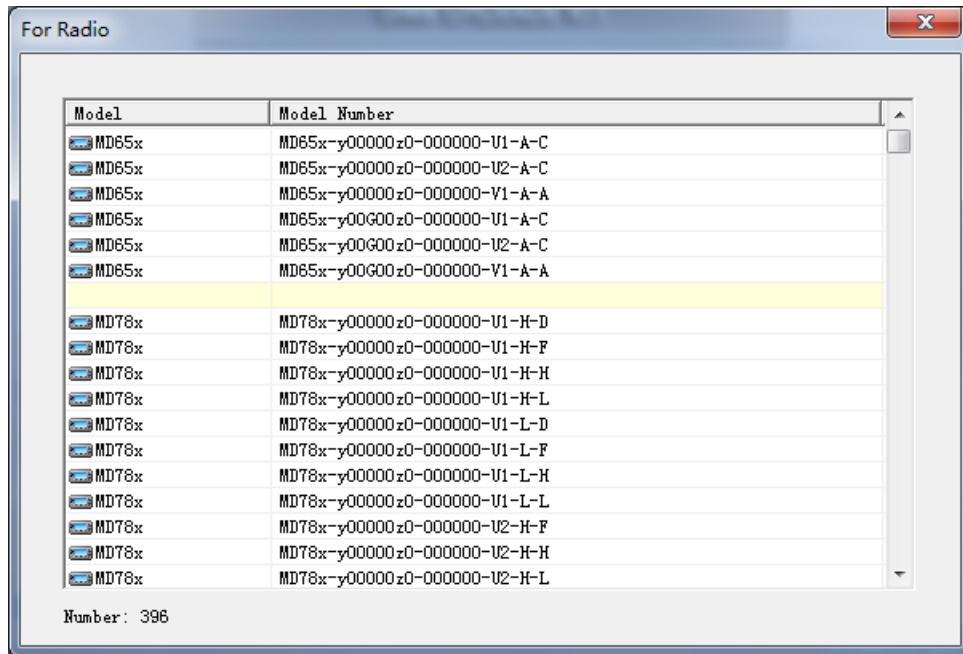 For Radio
Model Model Number
MD65x MD65x-y00000z0-000000-U1-A-C
MD65x MD65x-y00000z0-000000-U2-A-C
MD65x MD65x-y00000z0-000000-V1-A-A
MD65x MD65x-y00G00z0-000000-U1-A-C
MD65x MD65x-y00G00z0-000000-U2-A-C
MD65x MD65x-y00G00z0-000000-V1-A-A
MD78x MD78x-y00000z0-000000-U1-H-D
MD78x MD78x-y00000z0-000000-U1-H-F
MD78x MD78x-y00000z0-000000-U1-H-H
MD78x MD78x-y00000z0-000000-U1-H-L
MD78x MD78x-y00000z0-000000-U1-L-D
MD78x MD78x-y00000z0-000000-U1-L-F
MD78x MD78x-y00000z0-000000-U1-L-H
MD78x MD78x-y00000z0-000000-U1-L-L
MD78x MD78x-y00000z0-000000-U2-H-F
MD78x MD78x-y00000z0-000000-U2-H-H
MD78x MD78x-y00000z0-000000-U2-H-L
Number: 396